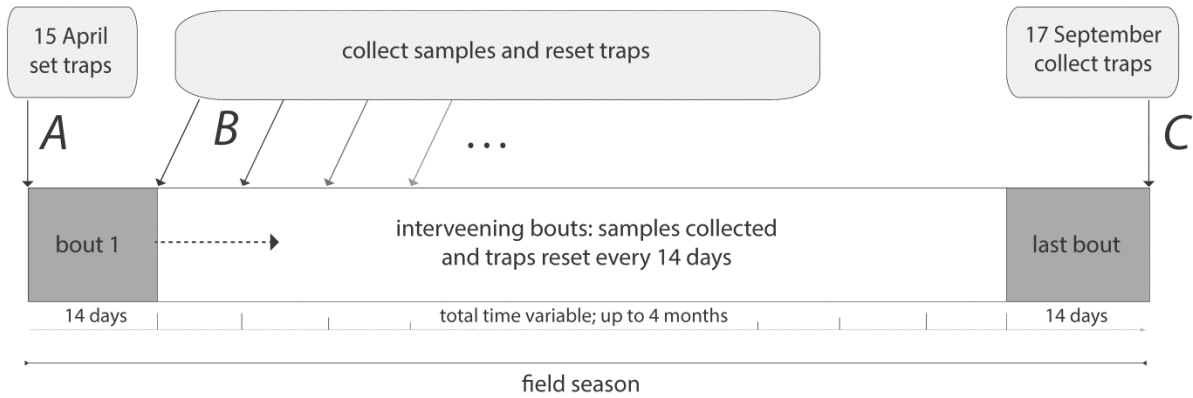 15 April
set traps
collect samples and reset traps
17 September
collect traps
A
B
...
C
bout 1
interveening bouts: samples collected
and traps reset every 14 days
last bout
14 days
total time variable; up to 4 months
14 days
field season